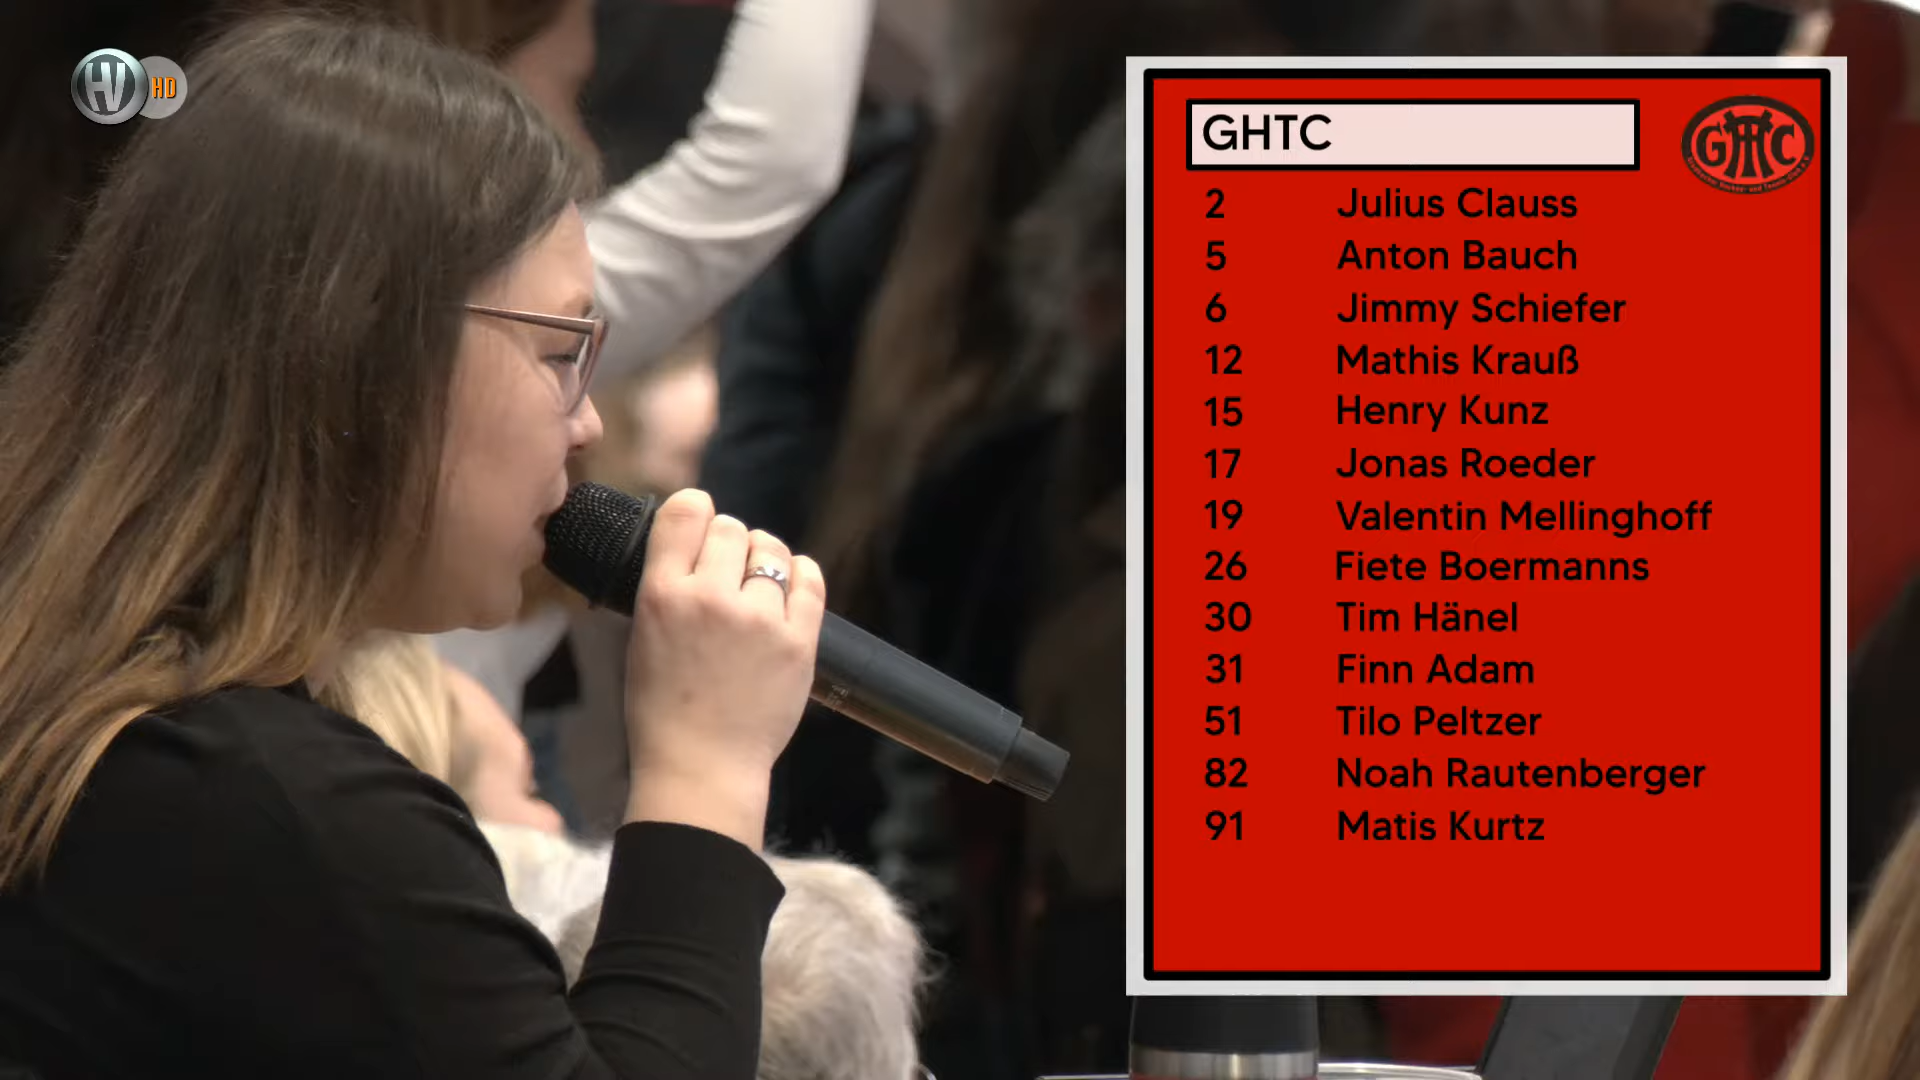 HV HD
GHTC
GHTC
2 Julius Clauss
5 Anton Bauch
6 Jimmy Schiefer
12 Mathis Krauß
15 Henry Kunz
17 Jonas Roeder
19 Valentin Mellinghoff
26 Fiete Boermanns
30 Tim Hänel
31 Finn Adam
51 Tilo Peltzer
82 Noah Rautenberger
91 Matis Kurtz